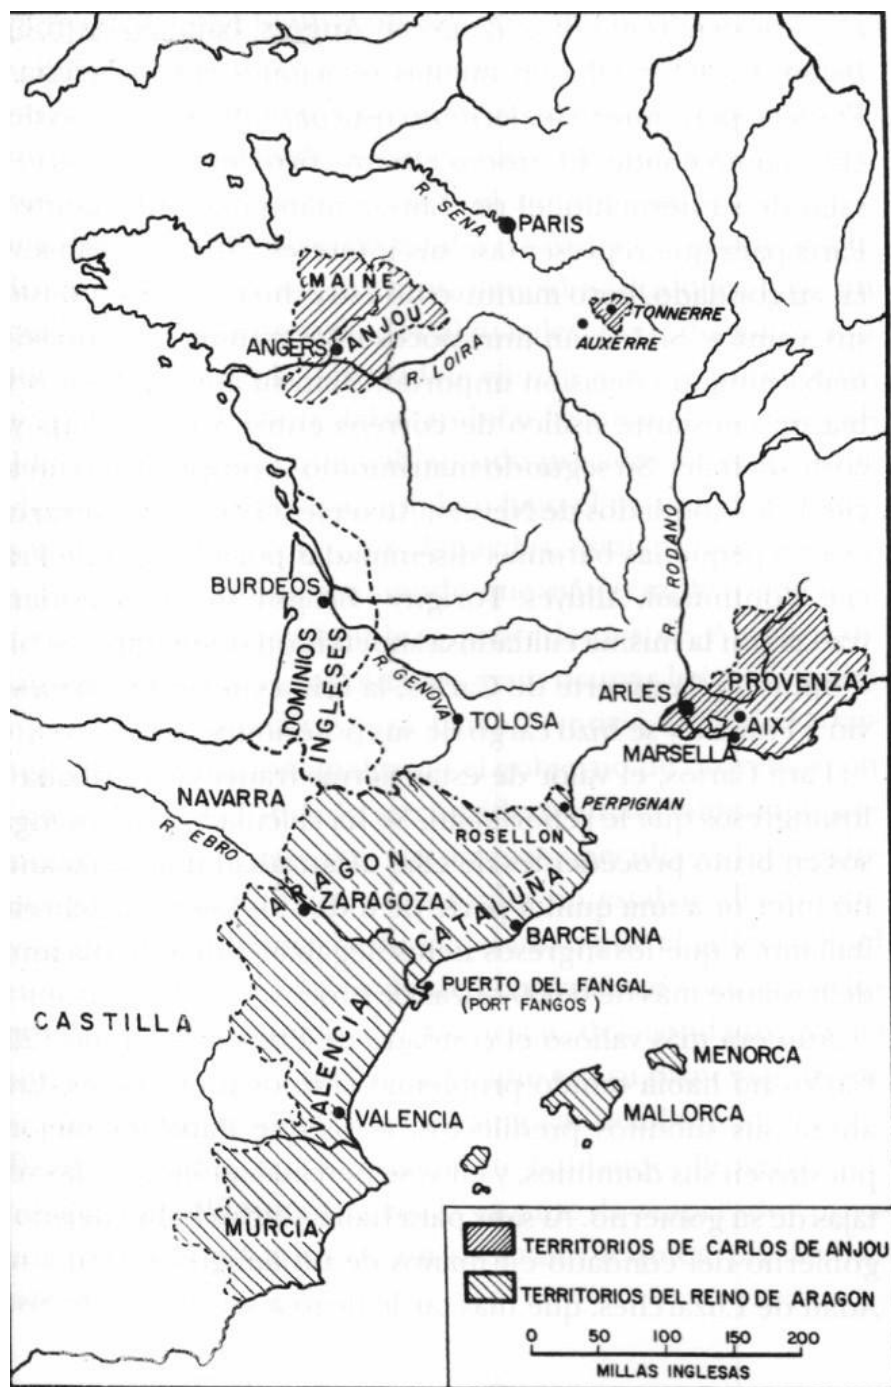 R. SENA
PARIS
MAINE
ANJOU
ANGERS
R. LOIRA
TONNERRE
AUXERRE
BURDEOS
DOMINIOS
INGLESES
R. GENOVA
TOLOSA
R. RODANO
ARLES
PROVENZA
AIX
MARSELLA
NAVARRA
R. EBRO
PERPIGNAN
ROSELLON
ARAGON
ZARAGOZA
CATALUNA
BARCELONA
PUERTO DEL FANGAL
(PORT FANGOS)
CASTILLA
VALENCIA
VALENCIA
MENORCA
MALLORCA
MURCIA
TERRITORIOS DE CARLOS DE ANJOU
TERRITORIOS DEL REINO DE ARAGON
0 50 100 150 200
MILLAS INGLESAS